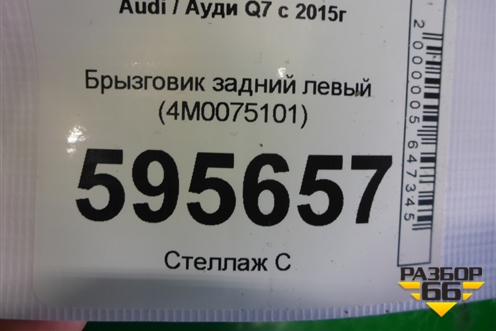 Audi / Ауди Q7 с 2015г
Брызговик задний левый
(4M0075101)
595657
Стеллаж С
2000005647345
РАЗБОР
66